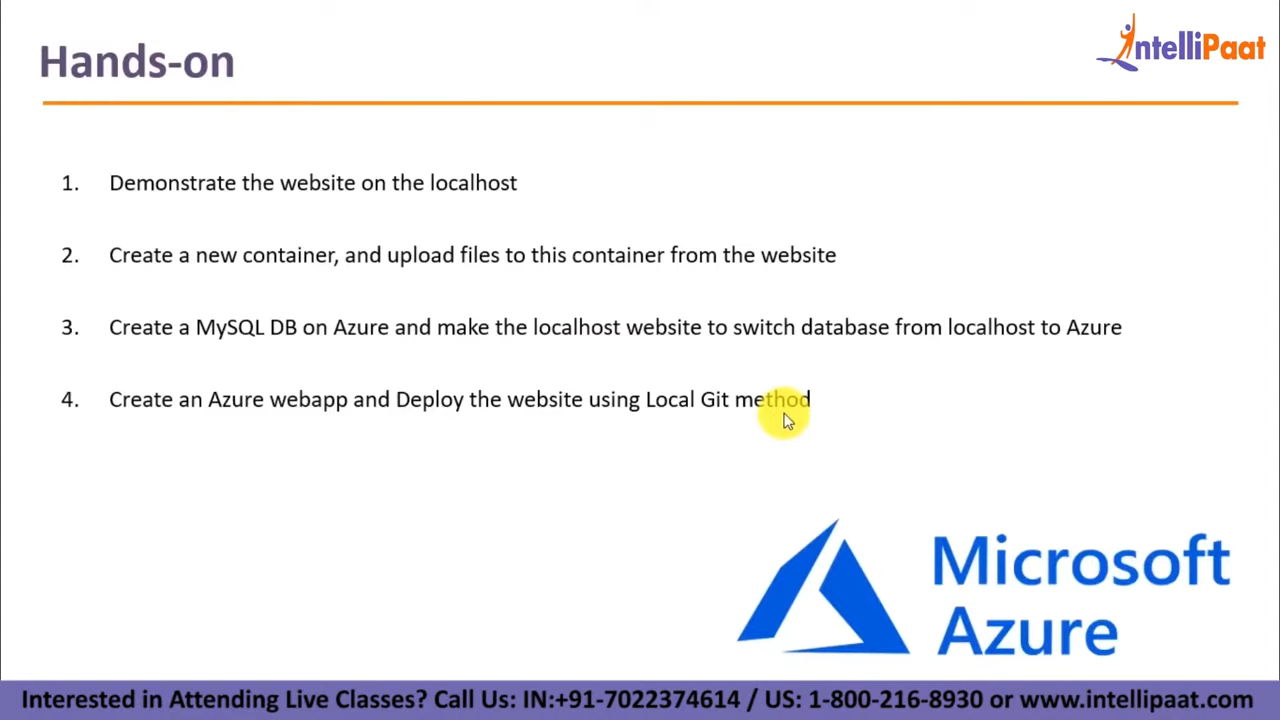 Hands-on
IntelliPaat
1. Demonstrate the website on the localhost
2. Create a new container, and upload files to this container from the website
3. Create a MySQL DB on Azure and make the localhost website to switch database from localhost to Azure
4. Create an Azure webapp and Deploy the website using Local Git method
Microsoft
Azure
Interested in Attending Live Classes? Call Us: IN:+91-7022374614 / US: 1-800-216-8930 or www.intellipaat.com